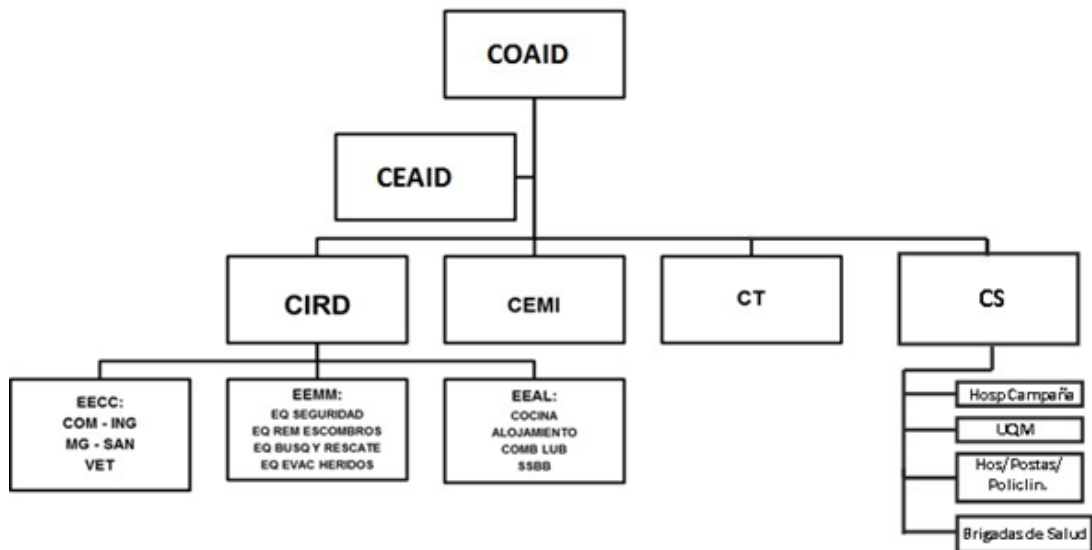 COAID
CEAID
CIRD
CEMI
CT
CS
EECC:
COM - ING
MG - SAN
VET
EEMM:
EQ SEGURIDAD
EQ REM ESCOMBROS
EQ BUSQ Y RESCATE
EQ EVAC HERIDOS
EEAL:
COCINA
ALOJAMIENTO
COMB LUB
SSBB
Hosp Campaña
UQM
Hos/Postas/
Policlin.
Brigadas de Salud